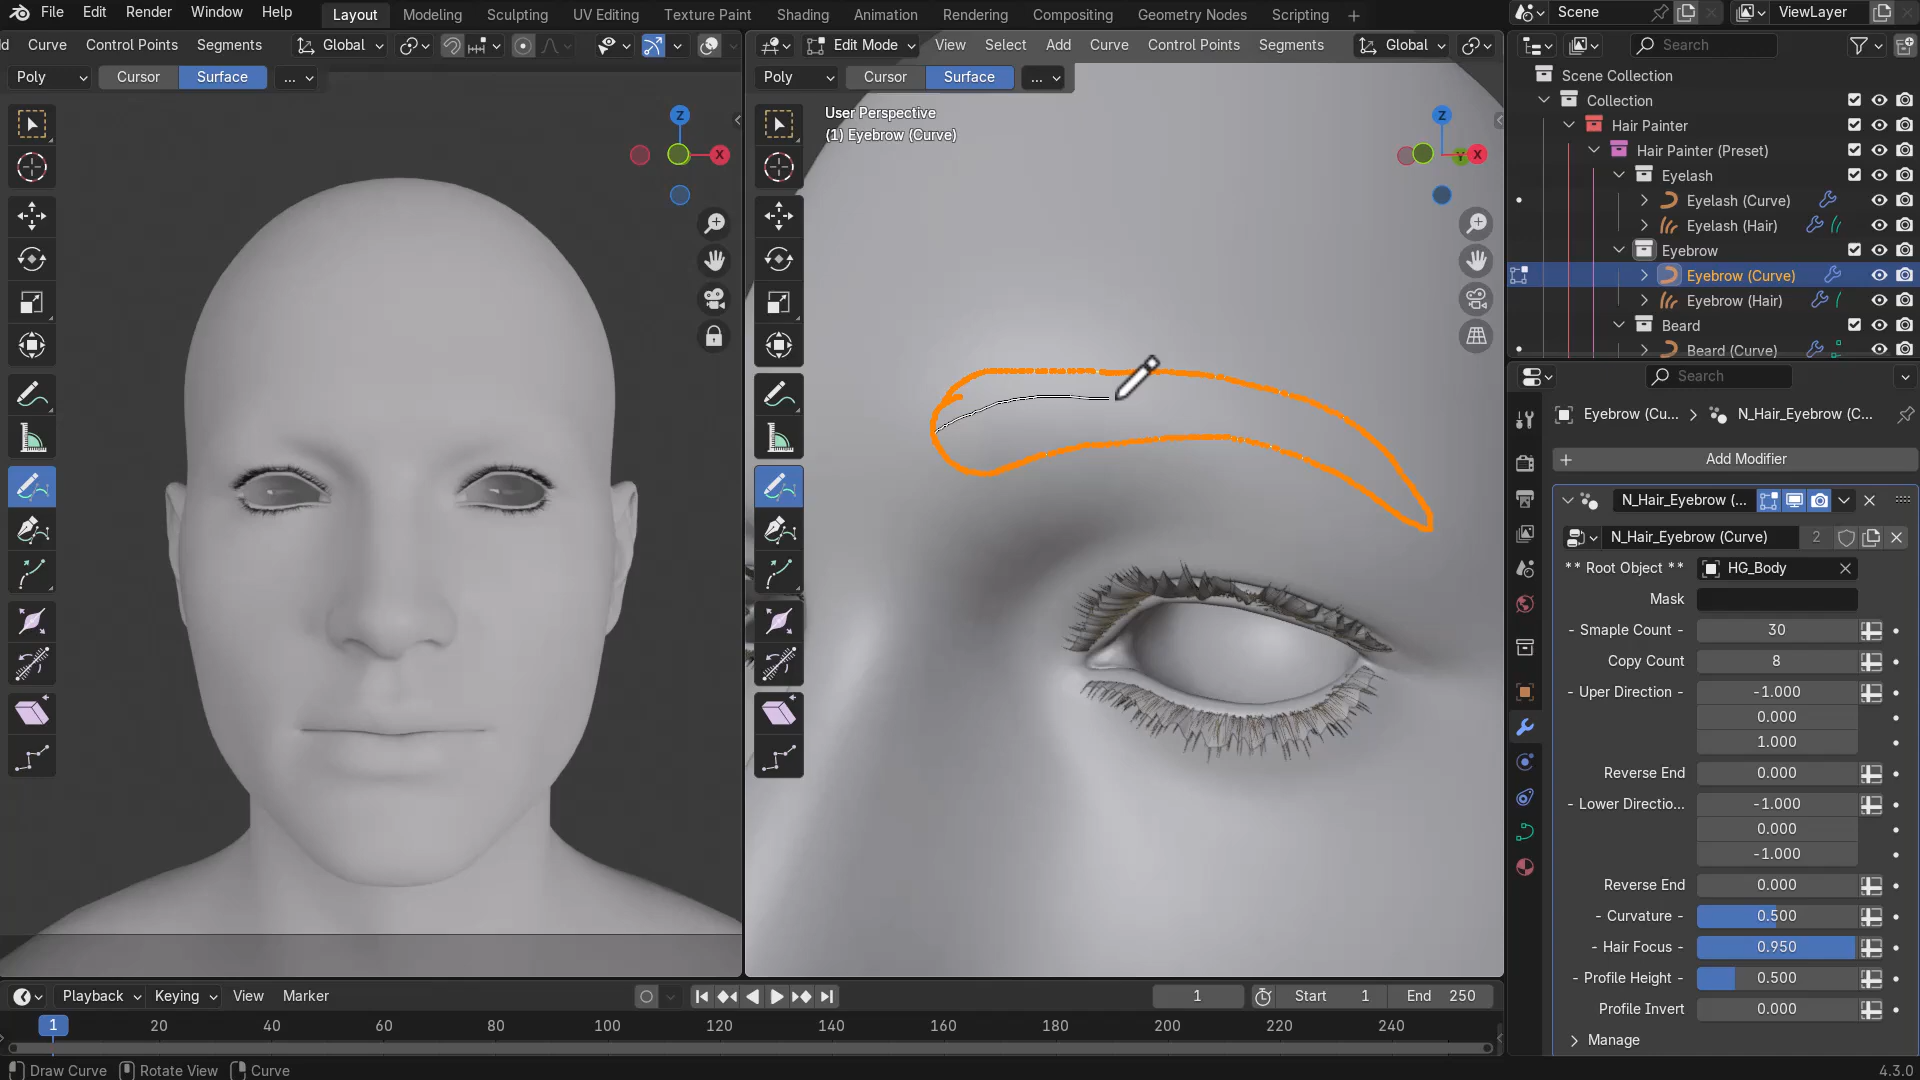 File Edit Render Window Help Layout Modeling Sculpting UV Editing Texture Paint Shading Animation Rendering Compositing Geometry Nodes Scripting Scene ViewLayer
d Curve Control Points Segments Global Edit Mode View Select Add Curve Control Points Segments Global Search
Poly Cursor Surface ... Poly Cursor Surface ...
Scene Collection
Collection
Hair Painter
Hair Painter (Preset)
Eyelash
Eyelash (Curve)
Eyelash (Hair)
Eyebrow
Eyebrow (Curve)
Eyebrow (Hair)
Beard
Beard (Curve)
User Perspective
(1) Eyebrow (Curve)
Z X
Z Y X
Search
Eyebrow (Cu... N_Hair_Eyebrow (C...
Add Modifier
N_Hair_Eyebrow (...
N_Hair_Eyebrow (Curve) 2
** Root Object ** HG_Body
Mask
- Smaple Count - 30
Copy Count 8
- Uper Direction - -1.000
0.000
1.000
Reverse End 0.000
- Lower Directio... -1.000
0.000
-1.000
Reverse End 0.000
- Curvature - 0.500
- Hair Focus - 0.950
- Profile Height - 0.500
Profile Invert 0.000
Manage
Playback Keying View Marker 1 Start 1 End 250
1 20 40 60 80 100 120 140 160 180 200 220 240
Draw Curve Rotate View Curve 4.3.0